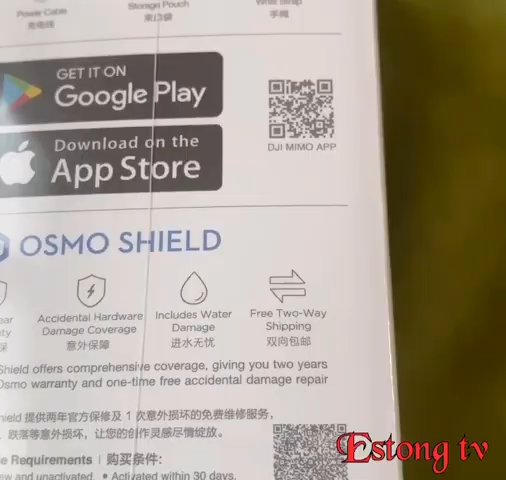 Power Cable
充电线
Storage Pouch
束口袋
Wrist Strap
手绳
GET IT ON
Google Play
Download on the
App Store
DJI MIMO APP
OSMO SHIELD
Accidental Hardware
Damage Coverage
意外保障
Includes Water
Damage
进水无忧
Free Two-Way
Shipping
双向包邮
Shield offers comprehensive coverage, giving you two years
Osmo warranty and one-time free accidental damage repair
hield 提供两年官方保修及 1 次意外损坏的免费维修服务,
跌落等意外损坏,让您的创作灵感尽情绽放。
e Requirements | 购买条件:
ew and unactivated. • Activated within 30 days.
Estong tv